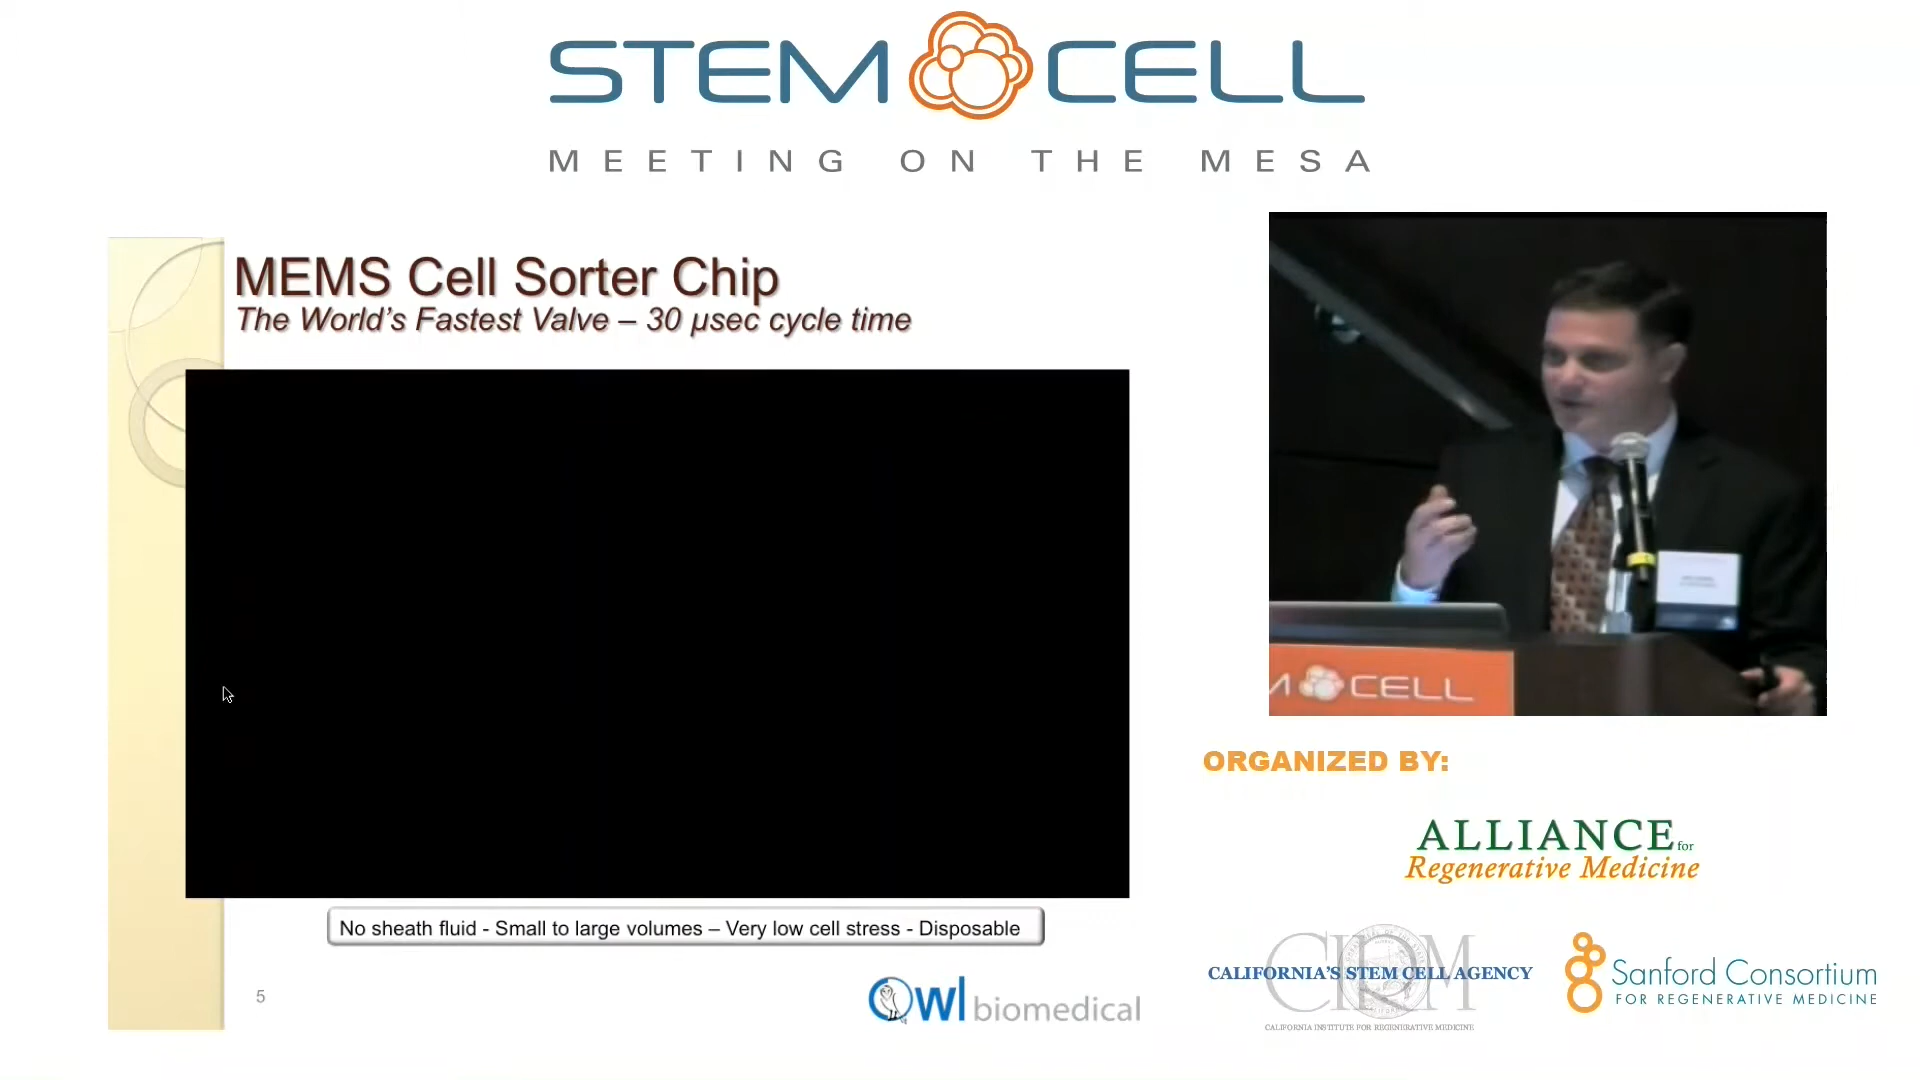 STEM CELL
MEETING ON THE MESA
MEMS Cell Sorter Chip
The World's Fastest Valve – 30 µsec cycle time
No sheath fluid - Small to large volumes – Very low cell stress - Disposable
5
Owl biomedical
M CELL
ORGANIZED BY:
ALLIANCE for
Regenerative Medicine
CIRM
CALIFORNIA'S STEM CELL AGENCY
CALIFORNIA INSTITUTE FOR REGENERATIVE MEDICINE
Sanford Consortium
FOR REGENERATIVE MEDICINE